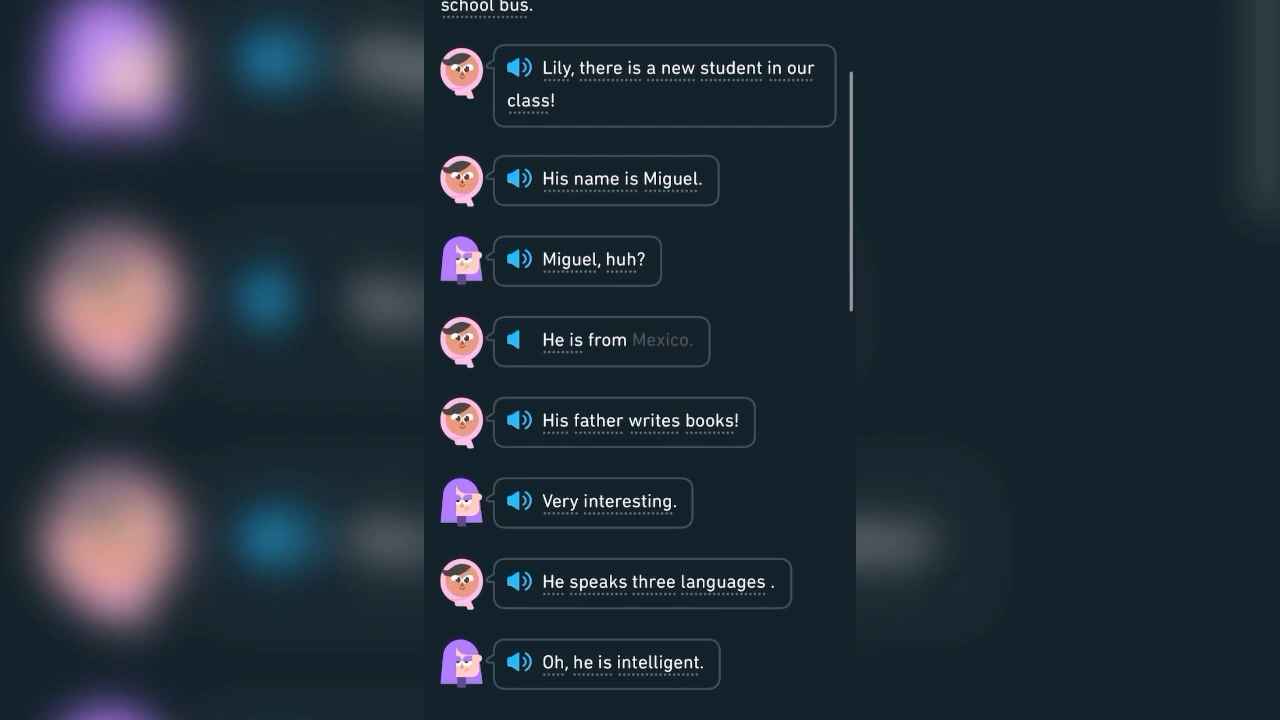 school bus.
Lily, there is a new student in our
class!
His name is Miguel.
Miguel, huh?
He is from Mexico.
His father writes books!
Very interesting.
He speaks three languages .
Oh, he is intelligent.